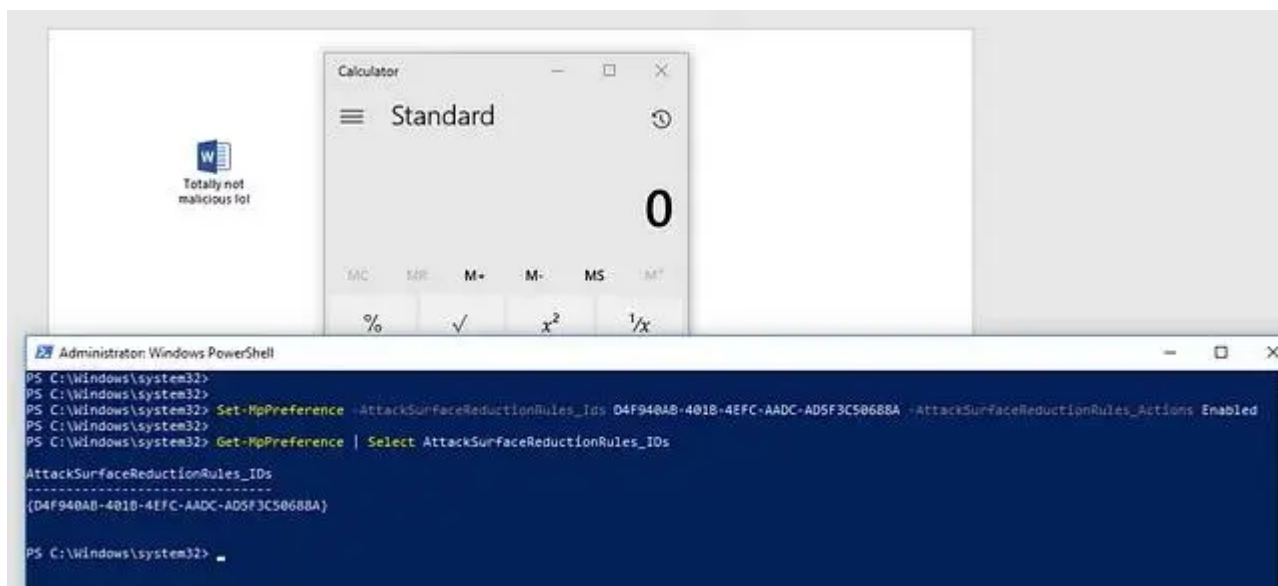 Calculator
Standard
Totally not
malicious lol
0
MC MR M+ M- MS M˅
% √ x² ¹/x
Administrator: Windows PowerShell
PS C:\Windows\system32>
PS C:\Windows\system32>
PS C:\Windows\system32> Set-MpPreference -AttackSurfaceReductionRules_Ids D4F940AB-401B-4EFC-AADC-AD5F3C50688A -AttackSurfaceReductionRules_Actions Enabled
PS C:\Windows\system32>
PS C:\Windows\system32> Get-MpPreference | Select AttackSurfaceReductionRules_IDs
AttackSurfaceReductionRules_IDs
-------------------------------
{D4F940AB-401B-4EFC-AADC-AD5F3C50688A}
PS C:\Windows\system32> _